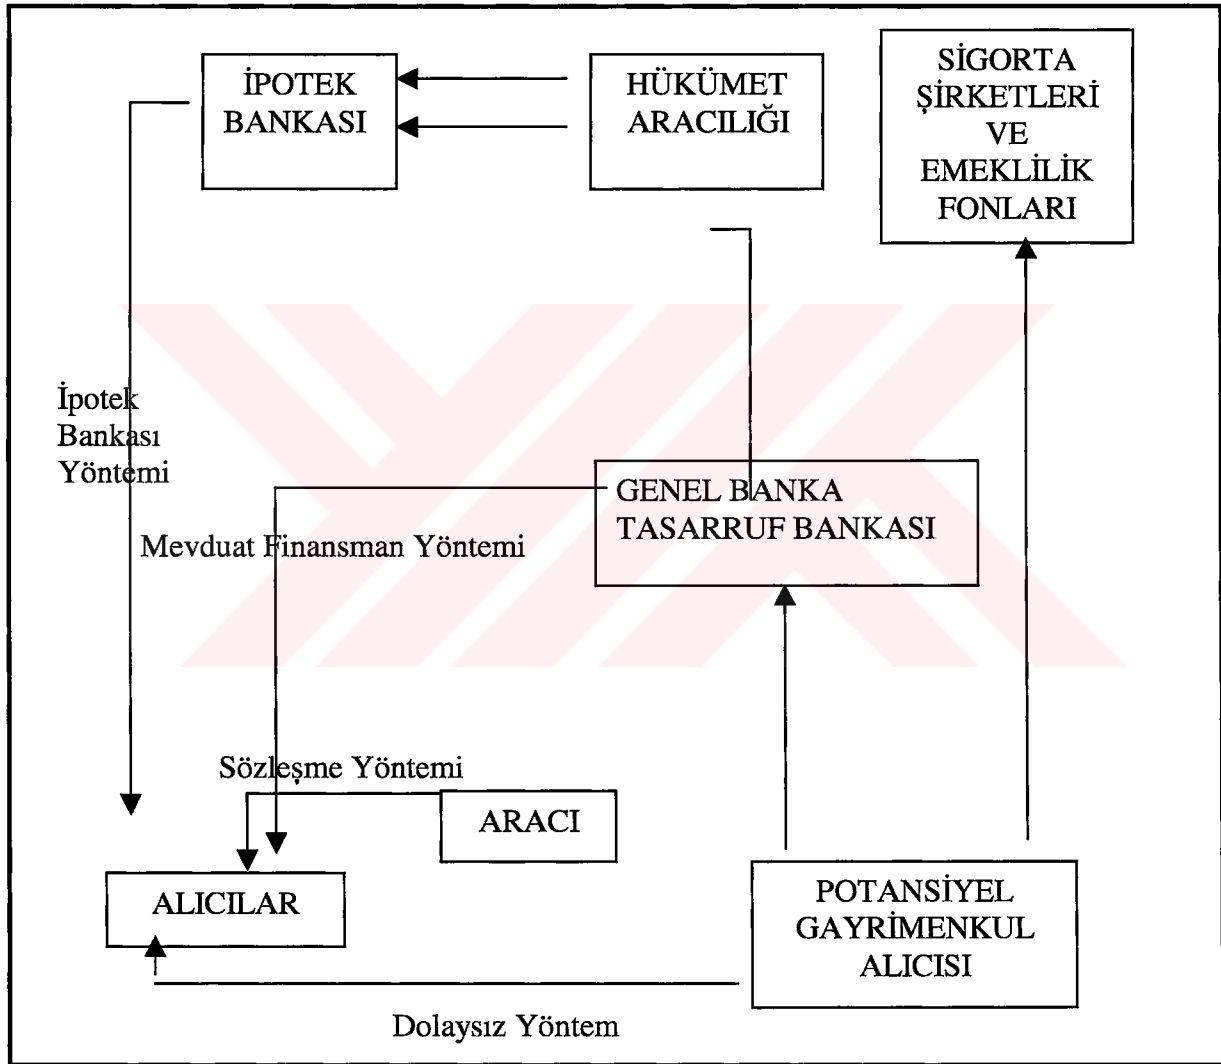 İPOTEK
BANKASI
HÜKÜMET
ARACILIĞI
SİGORTA
ŞİRKETLERİ
VE
EMEKLİLİK
FONLARI
İpotek
Bankası
Yöntemi
GENEL BANKA
TASARRUF BANKASI
Mevduat Finansman Yöntemi
Sözleşme Yöntemi
ARACI
ALICILAR
POTANSİYEL
GAYRİMENKUL
ALICISI
Dolaysız Yöntem